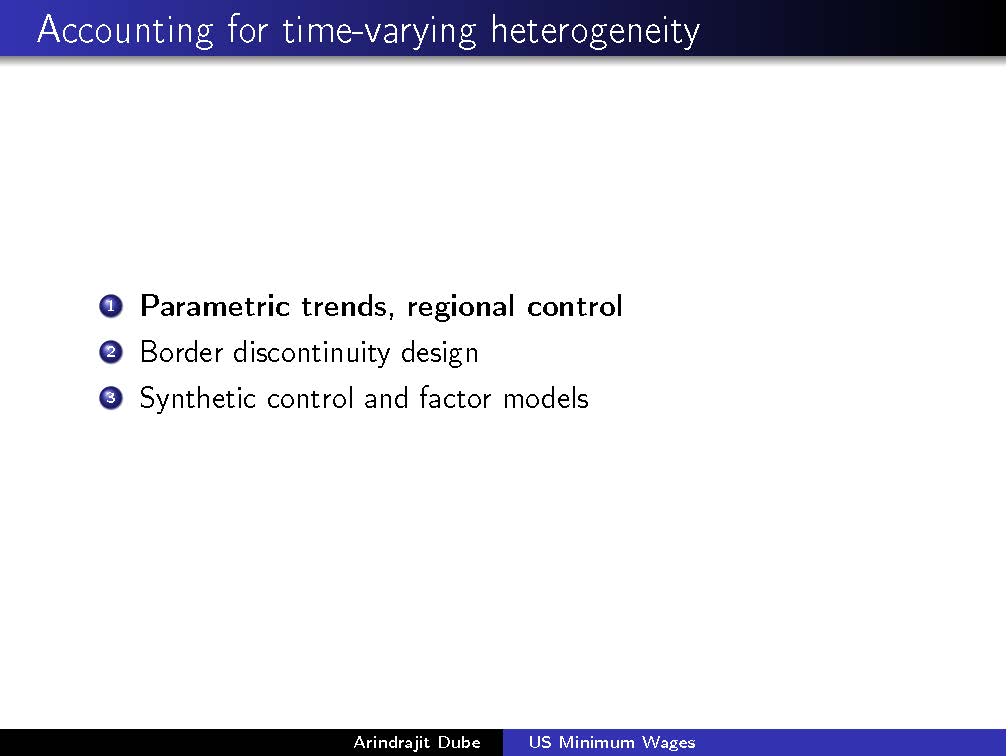 Accounting for time-varying heterogeneity
1 Parametric trends, regional control
2 Border discontinuity design
3 Synthetic control and factor models
Arindrajit Dube US Minimum Wages